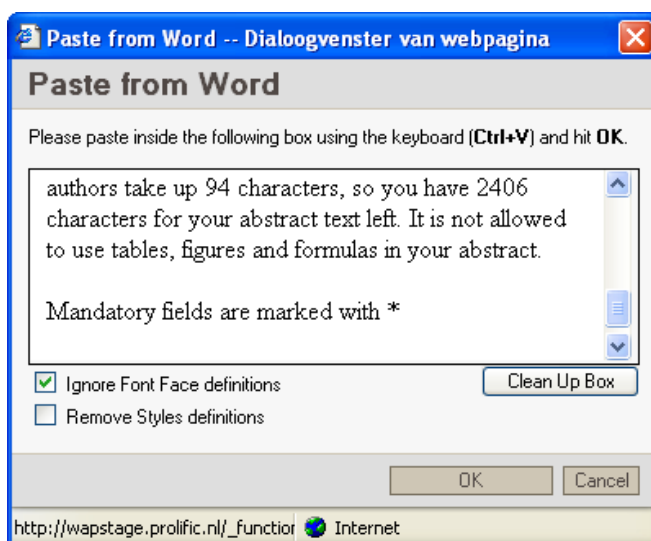 Paste from Word -- Dialoogvenster van webpagina
Paste from Word
Please paste inside the following box using the keyboard (Ctrl+V) and hit OK.
authors take up 94 characters, so you have 2406
characters for your abstract text left. It is not allowed
to use tables, figures and formulas in your abstract.
Mandatory fields are marked with *
Ignore Font Face definitions
Clean Up Box
Remove Styles definitions
OK Cancel
http://wapstage.prolific.nl/_function Internet